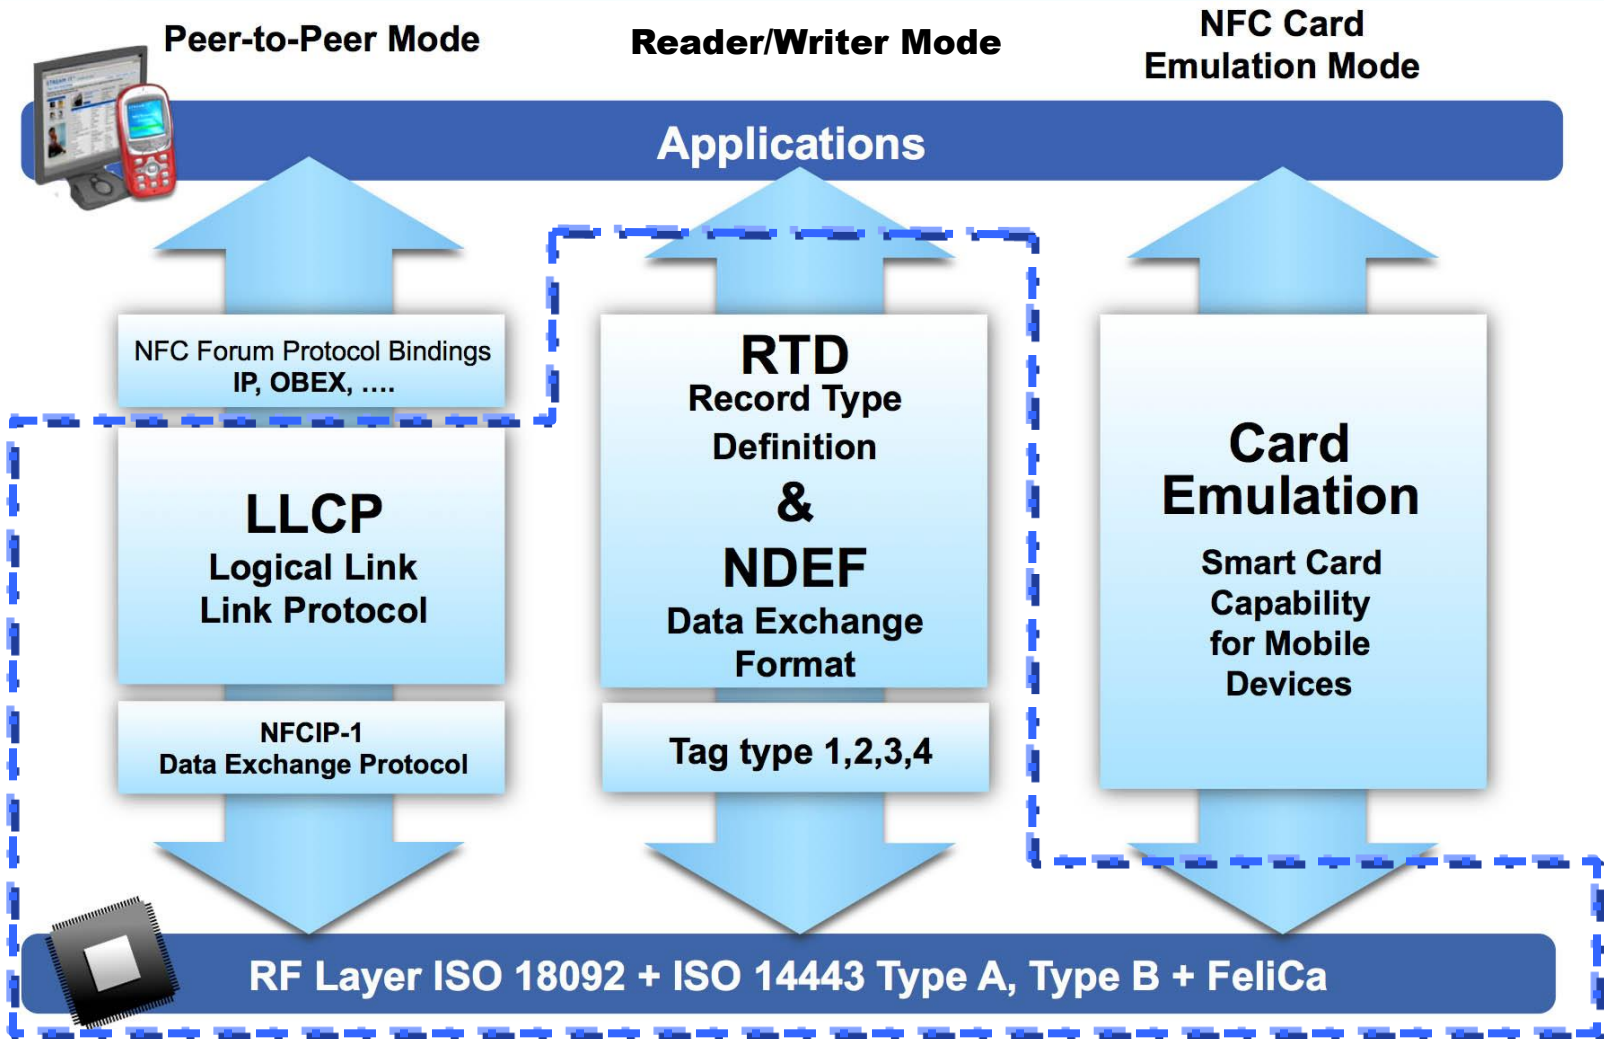 Peer-to-Peer Mode
Reader/Writer Mode
NFC Card
Emulation Mode
Applications
NFC Forum Protocol Bindings
IP, OBEX, ....
LLCP
Logical Link
Link Protocol
NFCIP-1
Data Exchange Protocol
RTD
Record Type
Definition
&
NDEF
Data Exchange
Format
Tag type 1,2,3,4
Card
Emulation
Smart Card
Capability
for Mobile
Devices
RF Layer ISO 18092 + ISO 14443 Type A, Type B + FeliCa